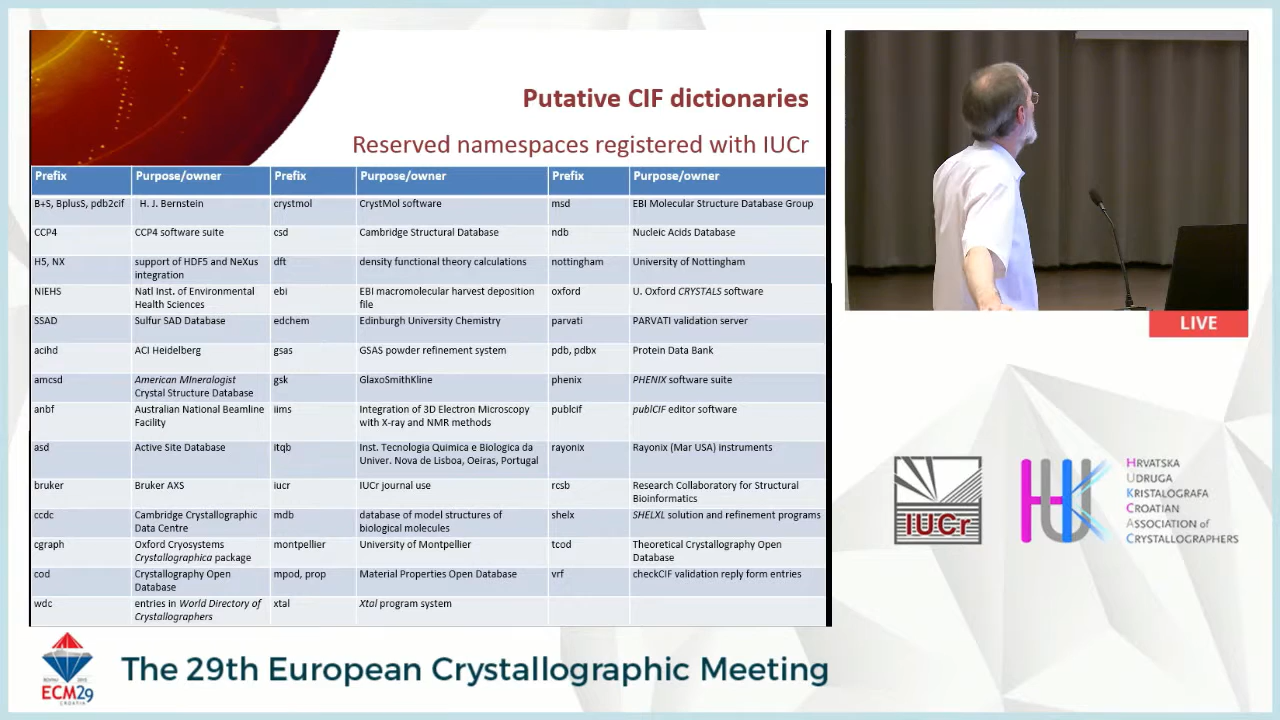 Putative CIF dictionaries
Reserved namespaces registered with IUCr
Prefix Purpose/owner Prefix Purpose/owner Prefix Purpose/owner
B+S, BplusS, pdb2cif H. J. Bernstein crystmol CrystMol software msd EBI Molecular Structure Database Group
CCP4 CCP4 software suite csd Cambridge Structural Database ndb Nucleic Acids Database
H5, NX support of HDF5 and NeXus dft density functional theory calculations nottingham University of Nottingham
integration
NIEHS Natl Inst. of Environmental ebi EBI macromolecular harvest deposition oxford U. Oxford CRYSTALS software
Health Sciences file
SSAD Sulfur SAD Database edchem Edinburgh University Chemistry parvati PARVATI validation server
acihd ACI Heidelberg gsas GSAS powder refinement system pdb, pdbx Protein Data Bank
amcsd American MIneralogist gsk GlaxoSmithKline phenix PHENIX software suite
Crystal Structure Database
anbf Australian National Beamline iims Integration of 3D Electron Microscopy publcif publCIF editor software
Facility with X-ray and NMR methods
asd Active Site Database itqb Inst. Tecnologia Quimica e Biologica da rayonix Rayonix (Mar USA) instruments
Univer. Nova de Lisboa, Oeiras, Portugal
bruker Bruker AXS iucr IUCr journal use rcsb Research Collaboratory for Structural
Bioinformatics
ccdc Cambridge Crystallographic mdb database of model structures of shelx SHELXL solution and refinement programs
Data Centre biological molecules
cgraph Oxford Cryosystems montpellier University of Montpellier tcod Theoretical Crystallography Open
Crystallographica package Database
cod Crystallography Open mpod, prop Material Properties Open Database vrf checkCIF validation reply form entries
Database
wdc entries in World Directory of xtal Xtal program system
Crystallographers
LIVE
IUCr
HUK
HRVATSKA
UDRUGA
KRISTALOGRAFA
CROATIAN
ASSOCIATION of
CRYSTALLOGRAPHERS
ECM29
CROATIA
The 29th European Crystallographic Meeting